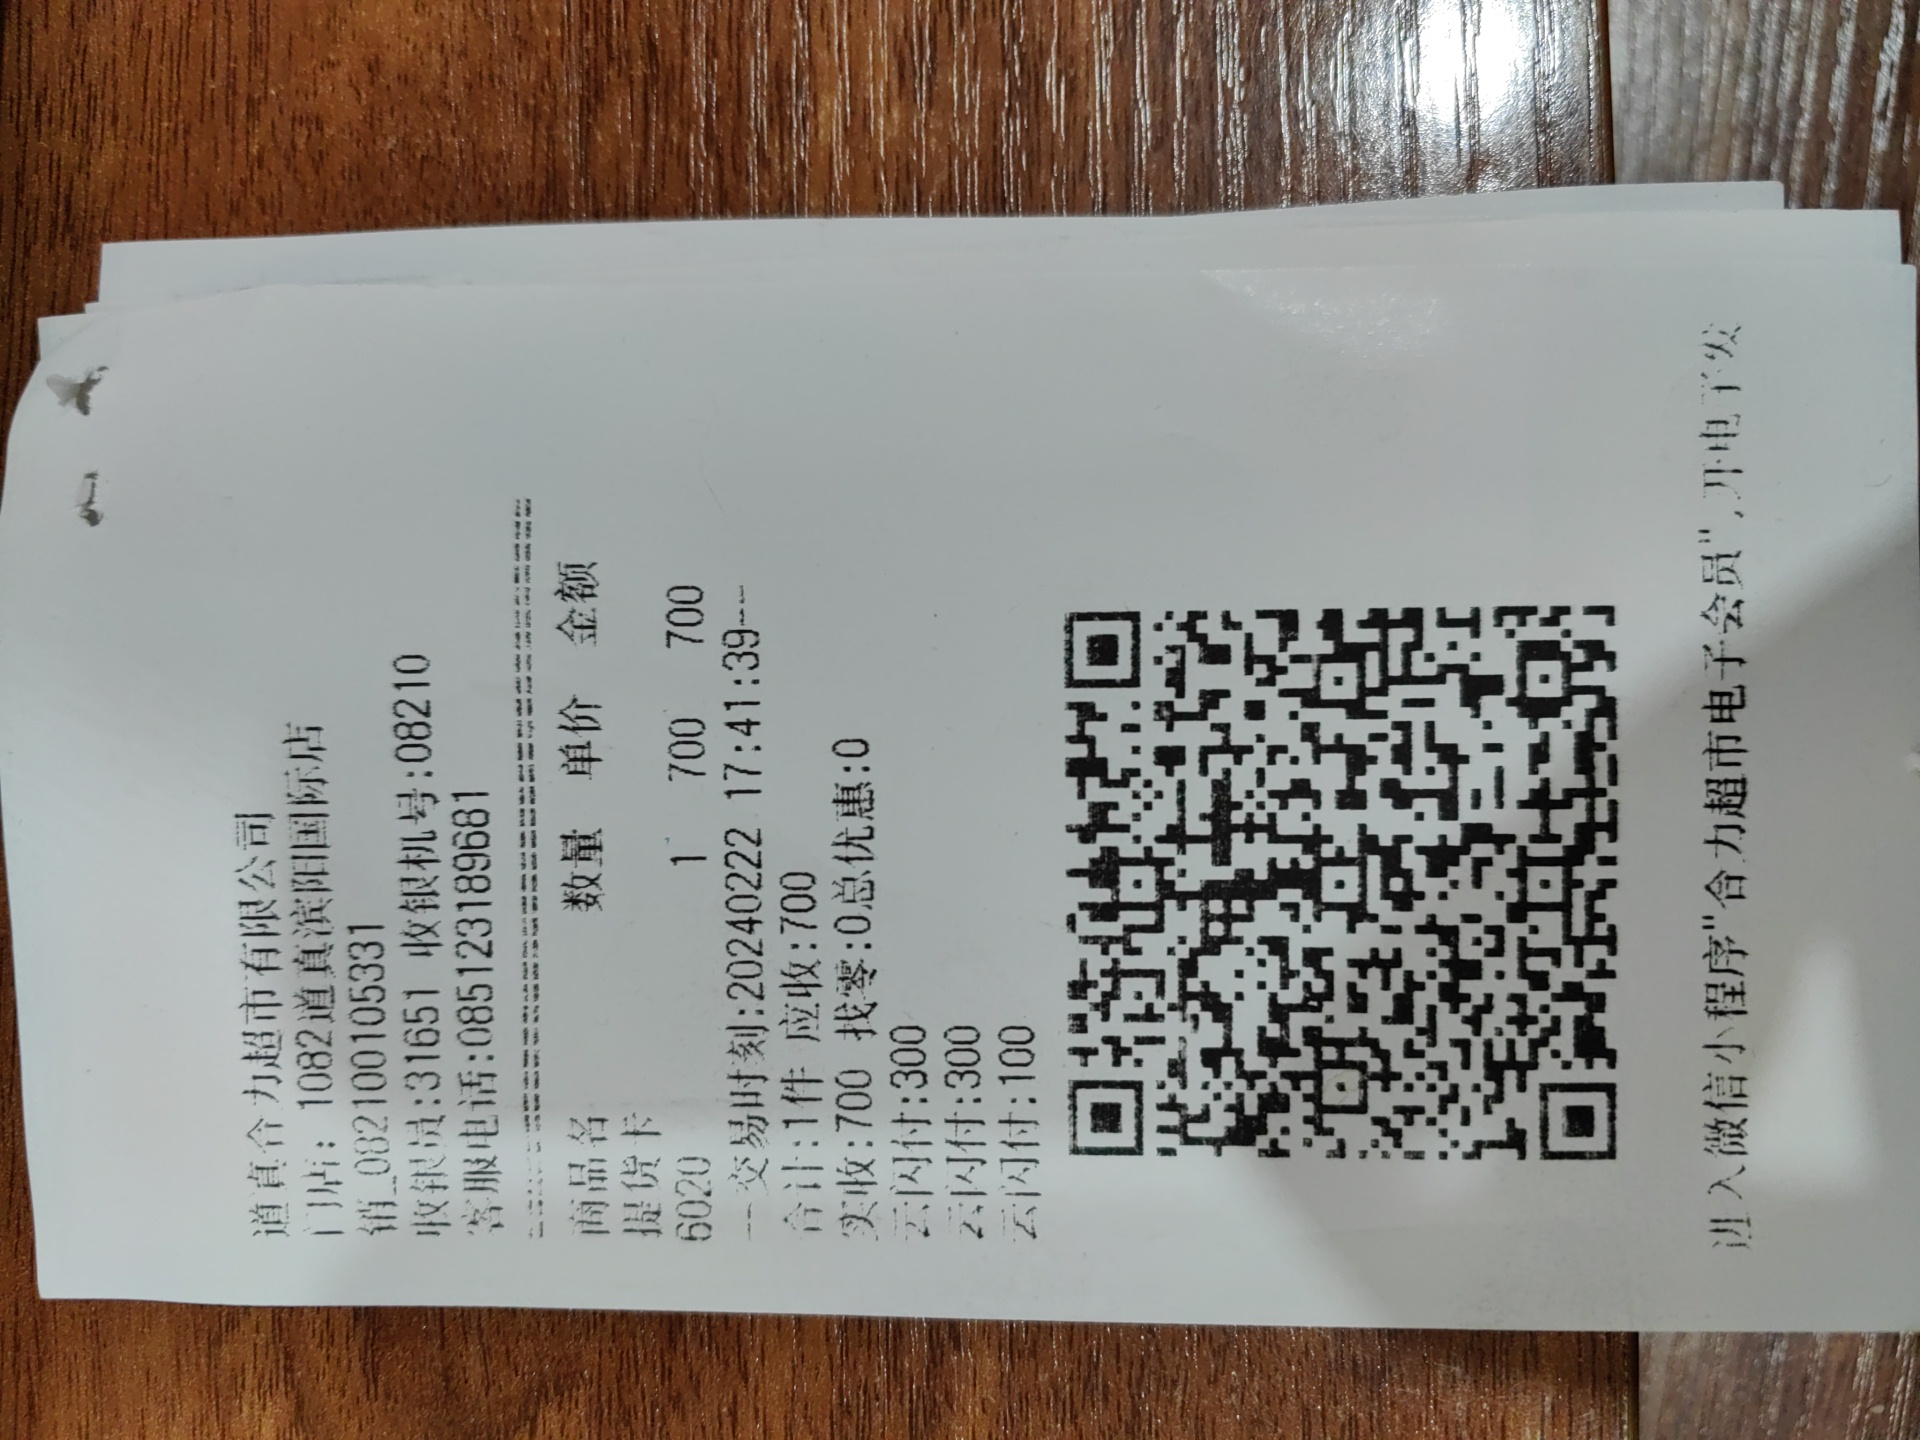 道真合力超市有限公司
门店: 1082道真滨阳国际店
销_0821001 05331
收银员:31651 收银机号:08210
客服电话:085123189681
商品名 数量 单价 金额
提货卡
6020 1 700 700
--交易时刻:20240222 17:41:39--
合计:1件 应收:700
实收:700 找零:0总优惠:0
云闪付:300
云闪付:300
云闪付:100
进入微信小程序"合力超市电子会员",开电子发